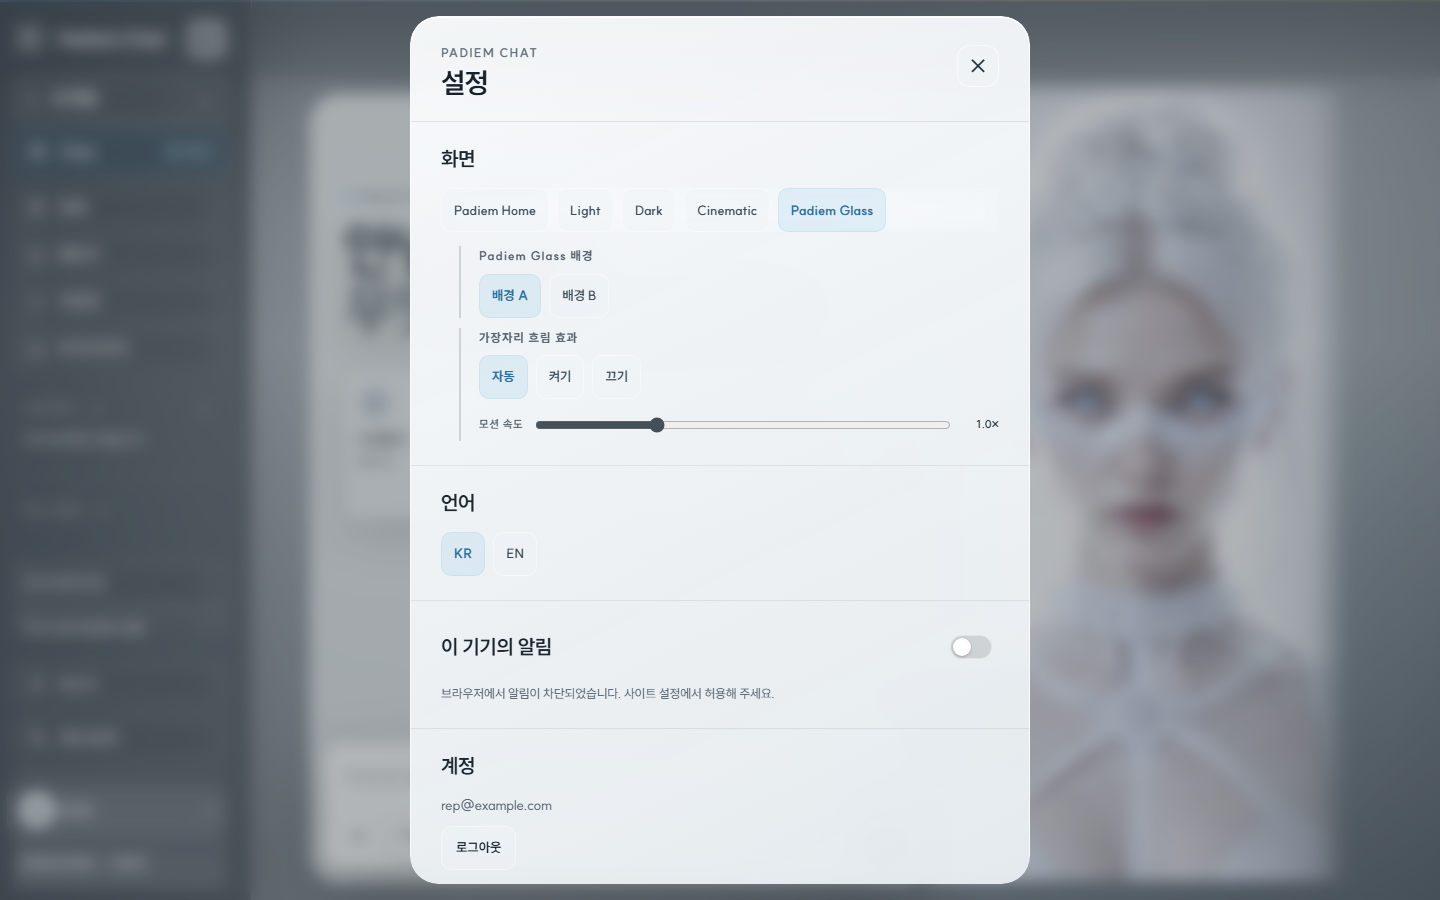 PADIEM CHAT
설정
화면
Padiem Home Light Dark Cinematic Padiem Glass
Padiem Glass 배경
배경 A 배경 B
가장자리 흐림 효과
자동 켜기 끄기
모션 속도 1.0×
언어
KR EN
이 기기의 알림
브라우저에서 알림이 차단되었습니다. 사이트 설정에서 허용해 주세요.
계정
rep@example.com
로그아웃